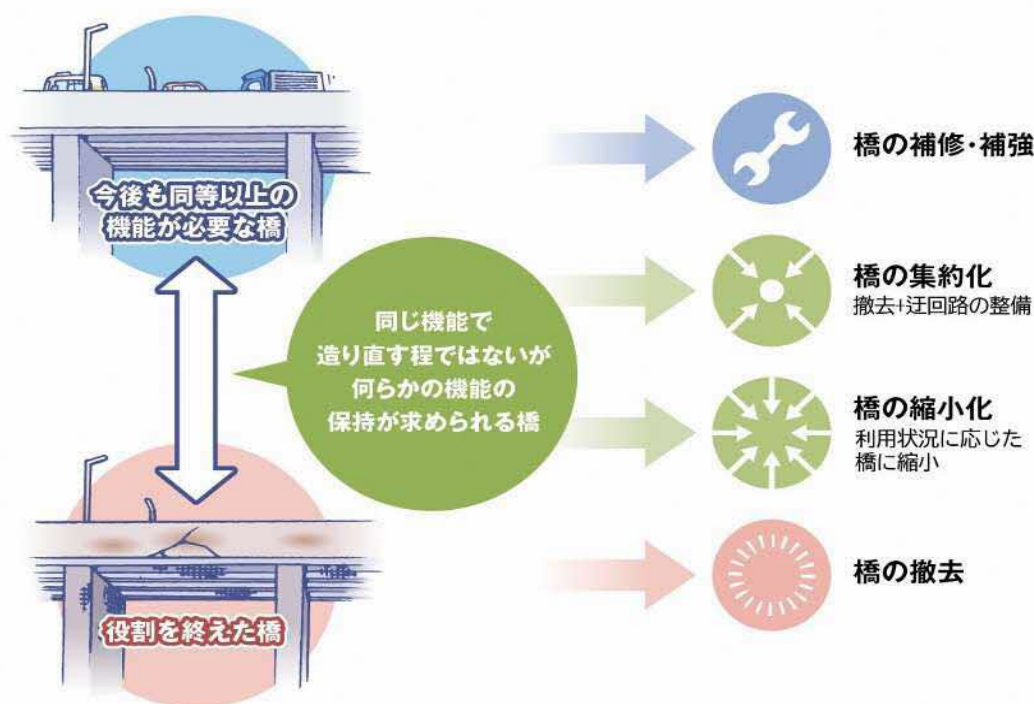 今後も同等以上の
機能が必要な橋
同じ機能で
造り直す程ではないが
何らかの機能の
保持が求められる橋
役割を終えた橋
橋の補修・補強
橋の集約化
撤去+迂回路の整備
橋の縮小化
利用状況に応じた
橋に縮小
橋の撤去